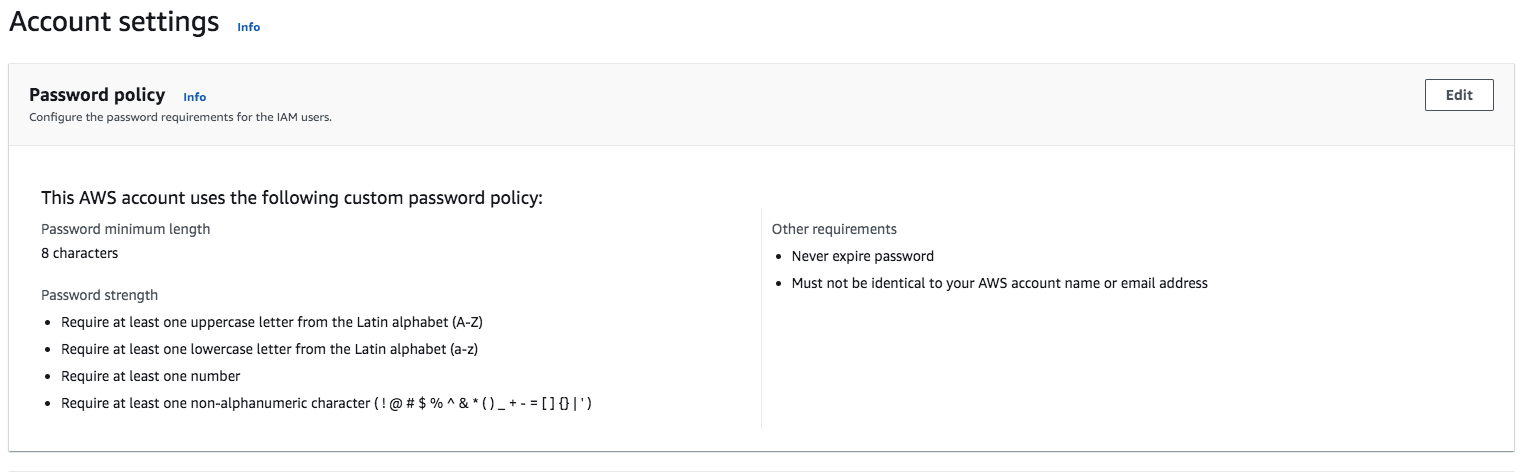 Account settings Info
Password policy Info
Edit
Configure the password requirements for the IAM users.
This AWS account uses the following custom password policy:
Password minimum length
8 characters
Password strength
• Require at least one uppercase letter from the Latin alphabet (A-Z)
• Require at least one lowercase letter from the Latin alphabet (a-z)
• Require at least one number
• Require at least one non-alphanumeric character ( ! @ # $ % ^ & * ( ) _ + - = [ ] {} | ' )
Other requirements
• Never expire password
• Must not be identical to your AWS account name or email address